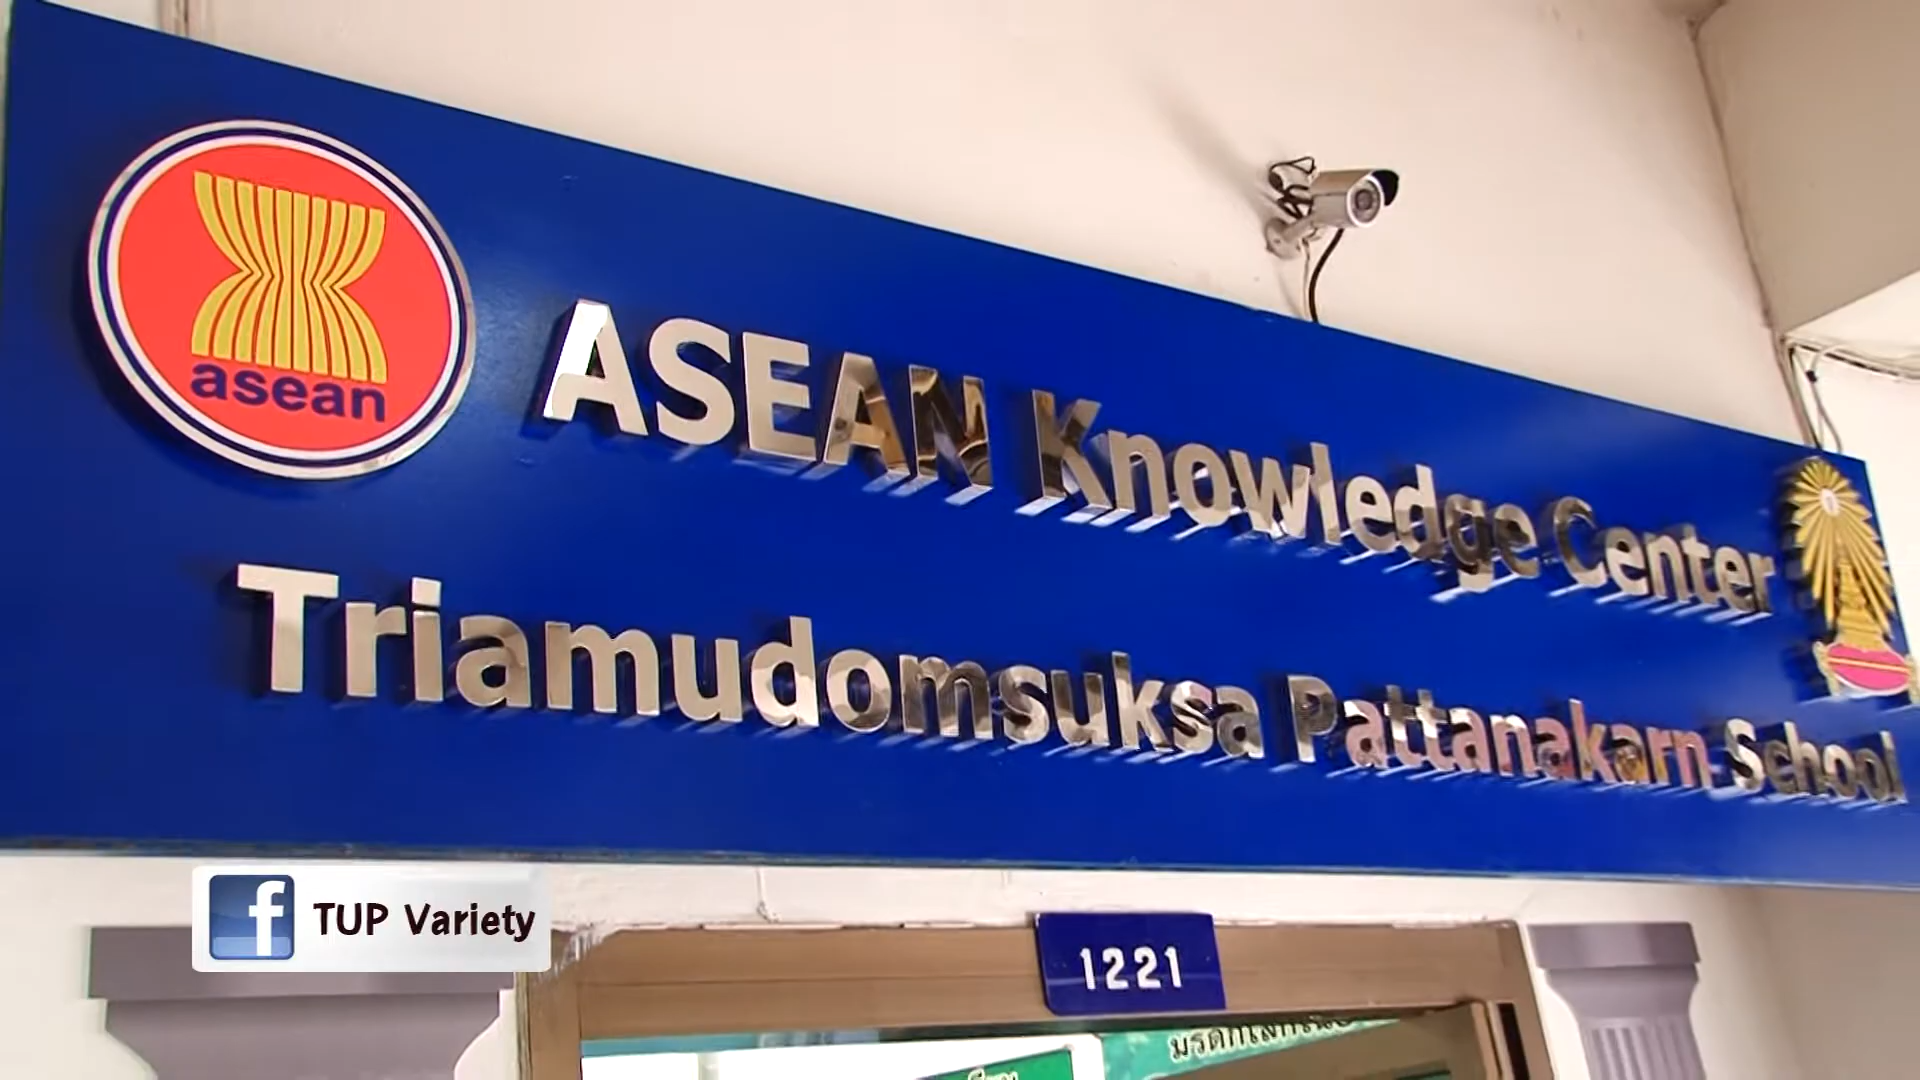 asean
ASEAN Knowledge Center
Triamudomsuksa Pattanakarn School
f TUP Variety
1221